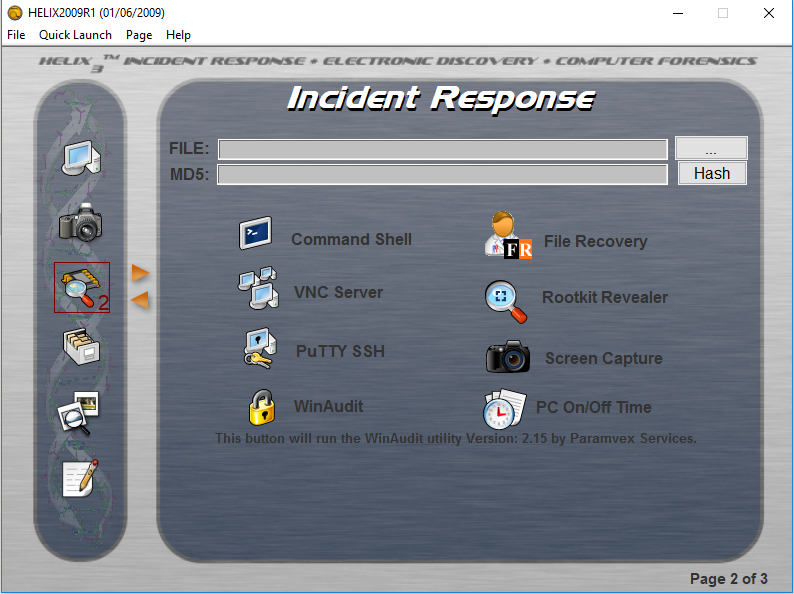 HELIX2009R1 (01/06/2009)
File Quick Launch Page Help
HELIX3™ INCIDENT RESPONSE • ELECTRONIC DISCOVERY • COMPUTER FORENSICS
Incident Response
FILE: ...
MD5: Hash
Command Shell File Recovery
VNC Server Rootkit Revealer
PuTTY SSH Screen Capture
WinAudit PC On/Off Time
This button will run the WinAudit utility Version: 2.15 by Paramvex Services.
2
FR
Page 2 of 3